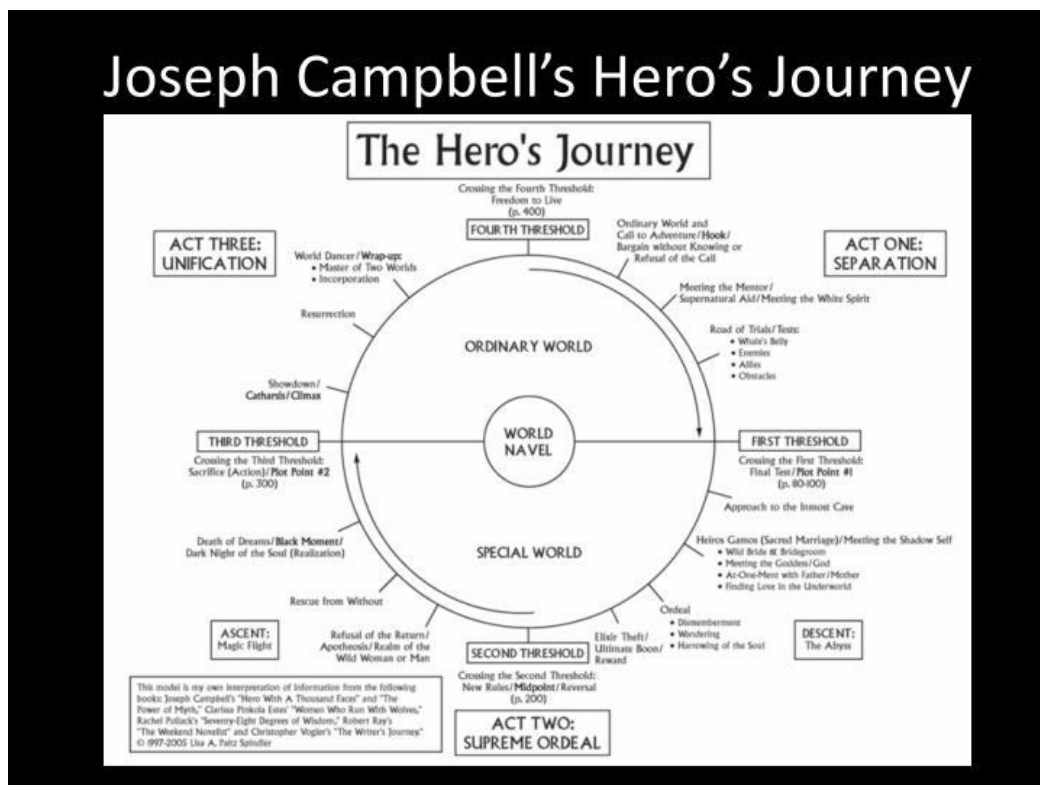 Joseph Campbell's Hero's Journey
The Hero's Journey
Crossing the Fourth Threshold:
Freedom to Live
(p. 400)
FOURTH THRESHOLD
ACT ONE:
SEPARATION
Ordinary World and
Call to Adventure/Hook/
Bargain without Knowing or
Refusal of the Call
Meeting the Mentor/
Supernatural Aid/Meeting the White Spirit
Road of Trials/Tests:
• Whale's Belly
• Enemies
• Allies
• Obstacles
ORDINARY WORLD
WORLD
NAVEL
FIRST THRESHOLD
Crossing the First Threshold:
Final Test/Plot Point #1
(p. 80-100)
Approach to the Inmost Cave
Heiros Gamos (Sacred Marriage)/Meeting the Shadow Self
• Wild Bride & Bridegroom
• Meeting the Goddess/God
• At-One-Ment with Father/Mother
• Finding Love in the Underworld
Ordeal
• Dismemberment
• Wandering
• Harrowing of the Soul
DESCENT:
The Abyss
Elixir Theft/
Ultimate Boon/
Reward
SPECIAL WORLD
SECOND THRESHOLD
Crossing the Second Threshold:
New Rules/Midpoint/Reversal
(p. 200)
ACT TWO:
SUPREME ORDEAL
Refusal of the Return/
Apotheosis/Realm of the
Wild Woman or Man
ASCENT:
Magic Flight
Rescue from Without
Death of Dreams/Black Moment/
Dark Night of the Soul (Realization)
THIRD THRESHOLD
Crossing the Third Threshold:
Sacrifice (Action)/Plot Point #2
(p. 300)
Showdown/
Catharsis/Climax
Resurrection
World Dancer/Wrap-up:
• Master of Two Worlds
• Incorporation
ACT THREE:
UNIFICATION
This model is my own interpretation of information from the following
books: Joseph Campbell's "Hero With A Thousand Faces" and "The
Power of Myth," Clarissa Pinkola Estes' "Women Who Run With Wolves,"
Rachel Pollack's "Seventy-Eight Degrees of Wisdom," Robert Ray's
"The Weekend Novelist" and Christopher Vogler's "The Writer's Journey."
© 1997-2005 Lisa A. Paitz Spindler